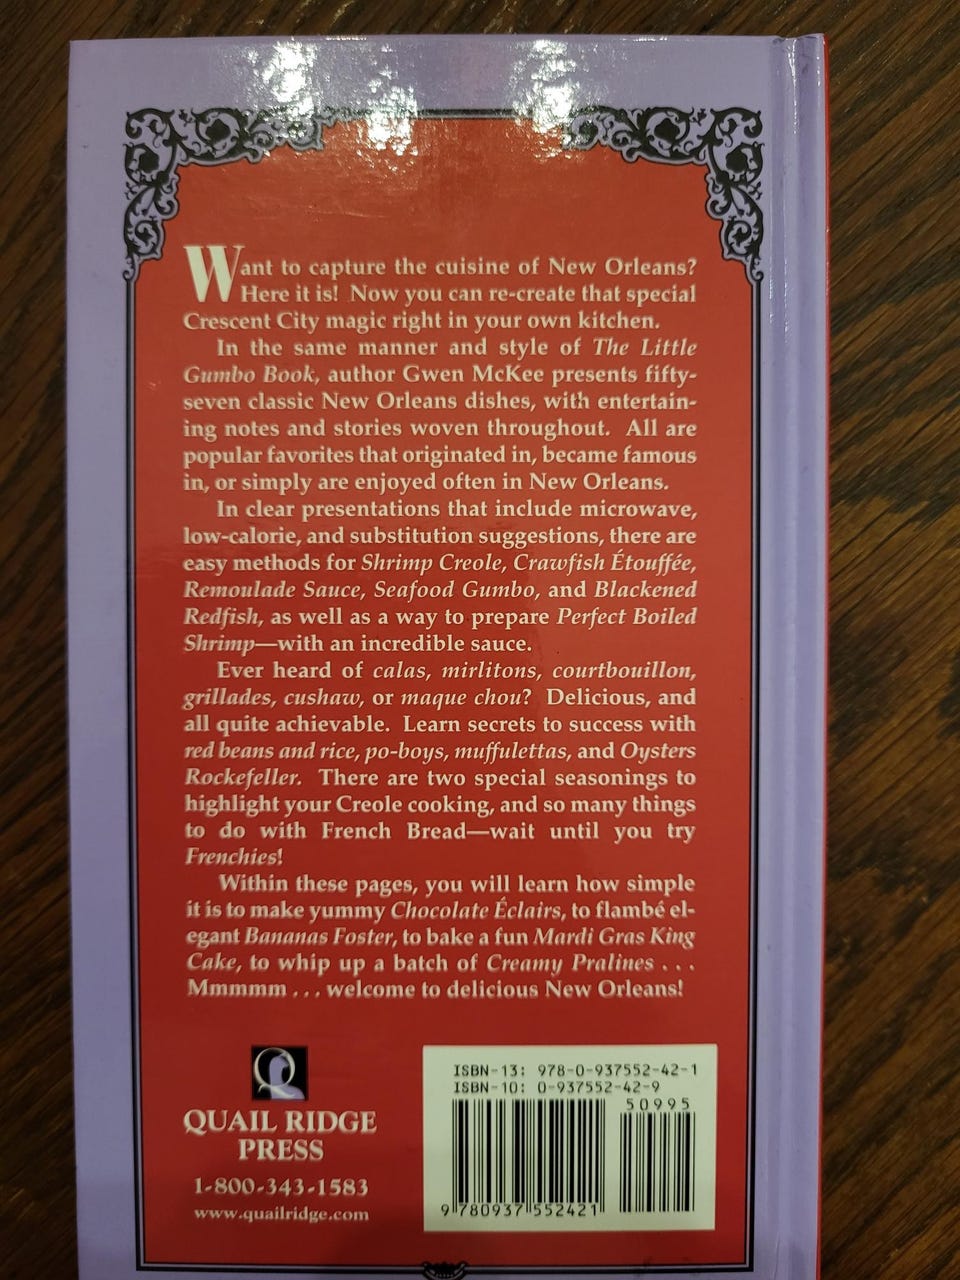 Want to capture the cuisine of New Orleans?
Here it is! Now you can re-create that special
Crescent City magic right in your own kitchen.
In the same manner and style of The Little
Gumbo Book, author Gwen McKee presents fifty-
seven classic New Orleans dishes, with entertain-
ing notes and stories woven throughout. All are
popular favorites that originated in, became famous
in, or simply are enjoyed often in New Orleans.
In clear presentations that include microwave,
low-calorie, and substitution suggestions, there are
easy methods for Shrimp Creole, Crawfish Étouffée,
Remoulade Sauce, Seafood Gumbo, and Blackened
Redfish, as well as a way to prepare Perfect Boiled
Shrimp—with an incredible sauce.
Ever heard of calas, mirlitons, courtbouillon,
grillades, cushaw, or maque chou? Delicious, and
all quite achievable. Learn secrets to success with
red beans and rice, po-boys, muffulettas, and Oysters
Rockefeller. There are two special seasonings to
highlight your Creole cooking, and so many things
to do with French Bread—wait until you try
Frenchies!
Within these pages, you will learn how simple
it is to make yummy Chocolate Éclairs, to flambé el-
egant Bananas Foster, to bake a fun Mardi Gras King
Cake, to whip up a batch of Creamy Pralines . . .
Mmmmm . . . welcome to delicious New Orleans!
Q
QUAIL RIDGE
PRESS
1-800-343-1583
www.quailridge.com
ISBN-13: 978-0-937552-42-1
ISBN-10: 0-937552-42-9
50995
9 780937 552421